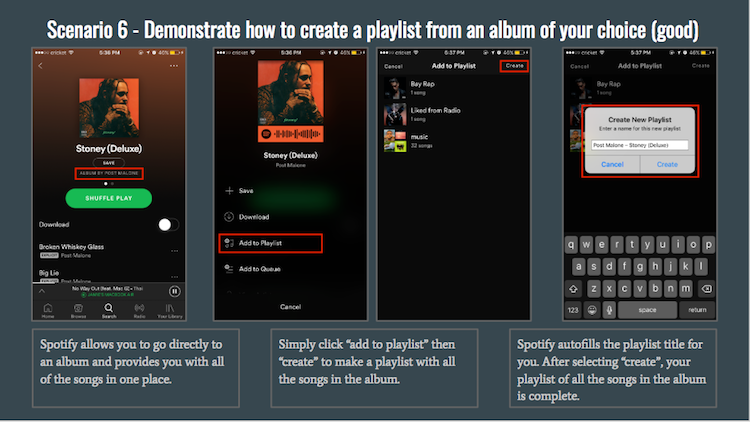 Scenario 6 - Demonstrate how to create a playlist from an album of your choice (good)
cricket 5:36 PM 46%
Stoney (Deluxe)
SAVE
ALBUM BY POST MALONE
SHUFFLE PLAY
Download
Broken Whiskey Glass
EXPLICIT Post Malone
Big Lie
EXPLICIT Post Malone
No Way Out (feat. Mac G) • Thai
JAMIE'S MACBOOK AIR
Home Browse Search Radio Your Library
cricket 5:36 PM 46%
Stoney (Deluxe)
Post Malone
Save
Download
Add to Playlist
Add to Queue
Cancel
cricket 5:37 PM 46%
Cancel Add to Playlist Create
Bay Rap
1 song
Liked from Radio
1 song
music
32 songs
cricket 5:37 PM 46%
Cancel Add to Playlist Create
Bay Rap
1 song
Create New Playlist
Enter a name for this new playlist
Post Malone - Stoney (Deluxe)
Cancel Create
q w e r t y u i o p
a s d f g h j k l
z x c v b n m
123 space return
Spotify allows you to go directly to
an album and provides you with all
of the songs in one place.
Simply click “add to playlist” then
“create” to make a playlist with all
the songs in the album.
Spotify autofills the playlist title for
you. After selecting “create”, your
playlist of all the songs in the album
is complete.